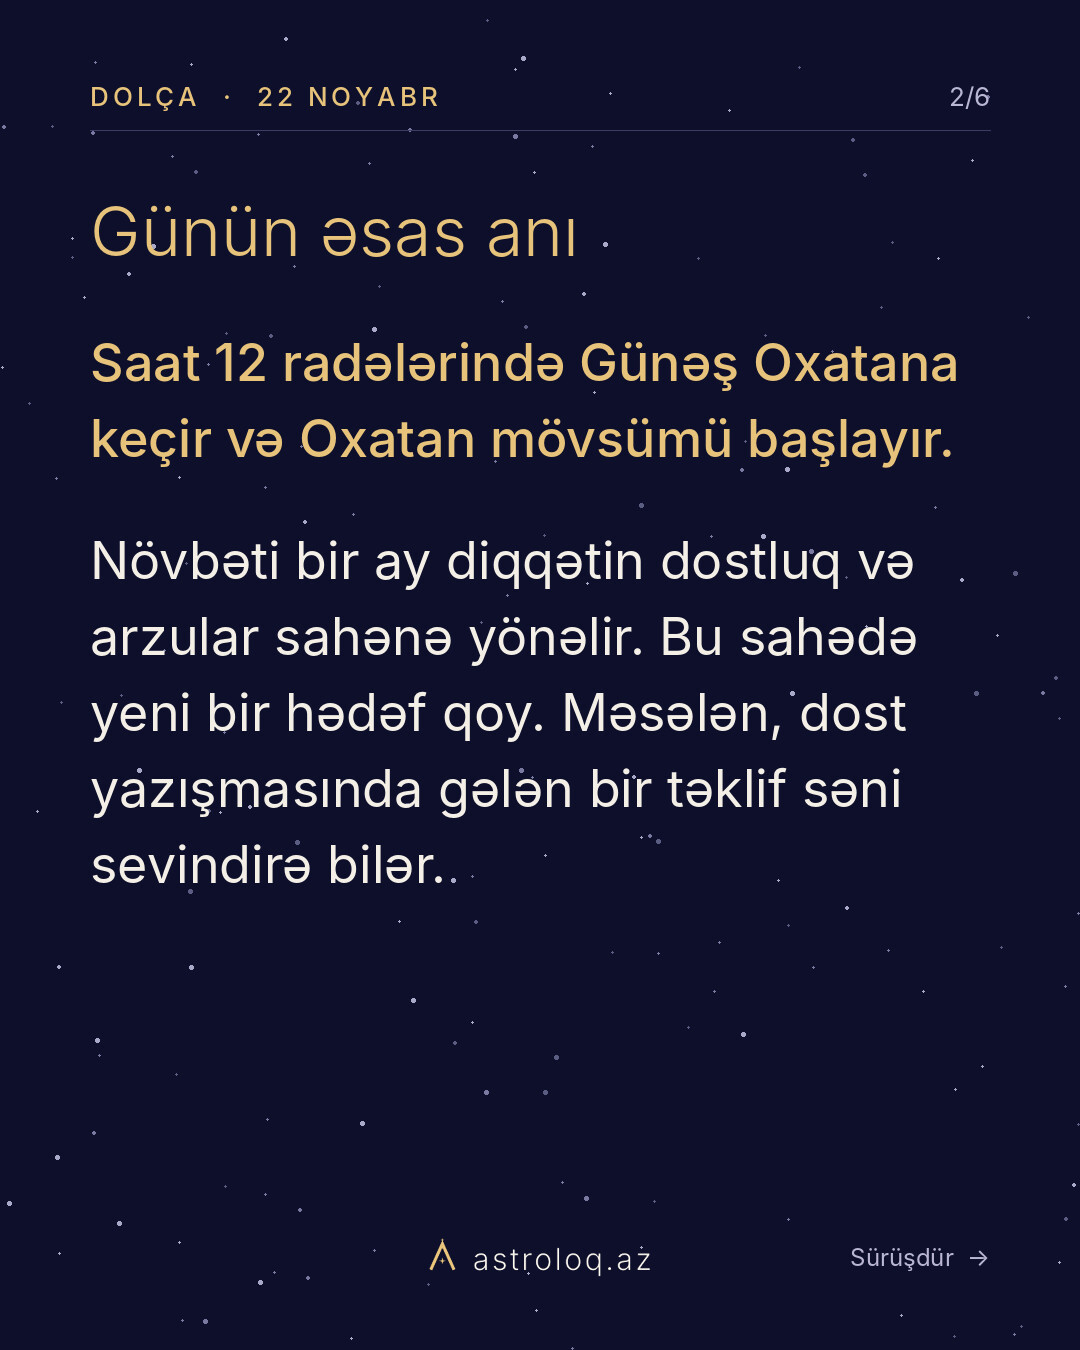 DOLÇA · 22 NOYABR
2/6
Günün əsas anı
Saat 12 radələrində Günəş Oxatana
keçir və Oxatan mövsümü başlayır.
Növbəti bir ay diqqətin dostluq və
arzular sahənə yönəlir. Bu sahədə
yeni bir hədəf qoy. Məsələn, dost
yazışmasında gələn bir təklif səni
sevindirə bilər.
astroloq.az
Sürüşdür →